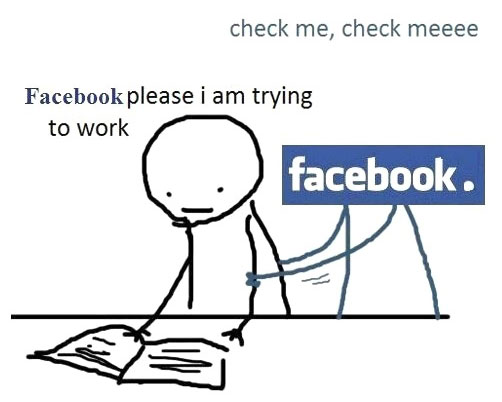 check me, check meeee
Facebook please i am trying
to work
facebook.